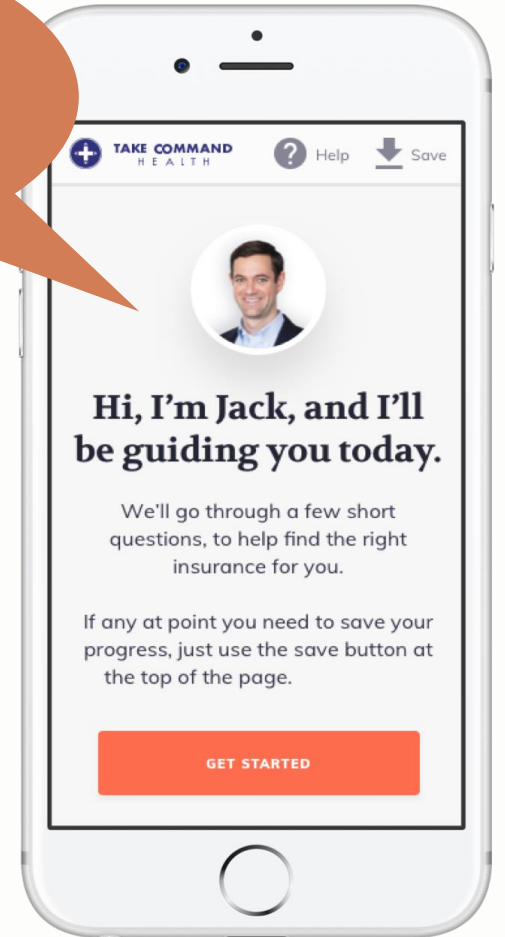 TAKE COMMAND
HEALTH
? Help
Save
Hi, I'm Jack, and I'll
be guiding you today.
We'll go through a few short
questions, to help find the right
insurance for you.
If any at point you need to save your
progress, just use the save button at
the top of the page.
GET STARTED